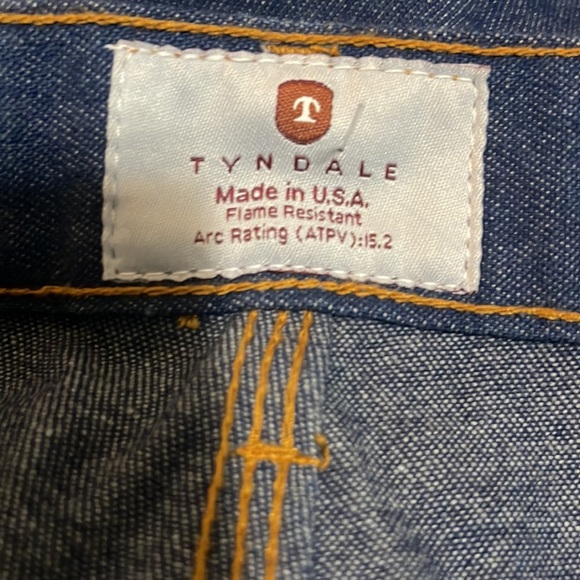 T
TYNDALE
Made in U.S.A.
Flame Resistant
Arc Rating (ATPV):15.2